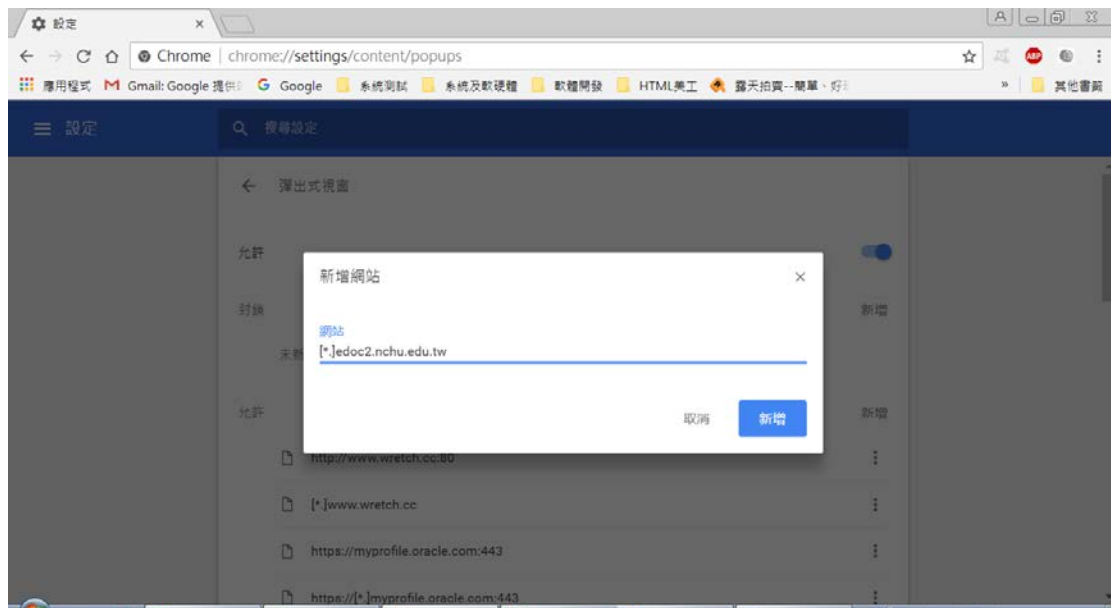 設定
Chrome | chrome://settings/content/popups
ABP
應用程式 Gmail: Google 提供 Google 系統測試 系統及軟硬體 軟體開發 HTML美工 露天拍賣--簡單、好 » 其他書籤
設定 搜尋設定
彈出式視窗
允許
新增網站
封鎖 新增
網站
未新
[*.]edoc2.nchu.edu.tw
允許 新增
取消 新增
http://www.wretch.cc:80
[*.]www.wretch.cc
https://myprofile.oracle.com:443
https://[*.]myprofile.oracle.com:443